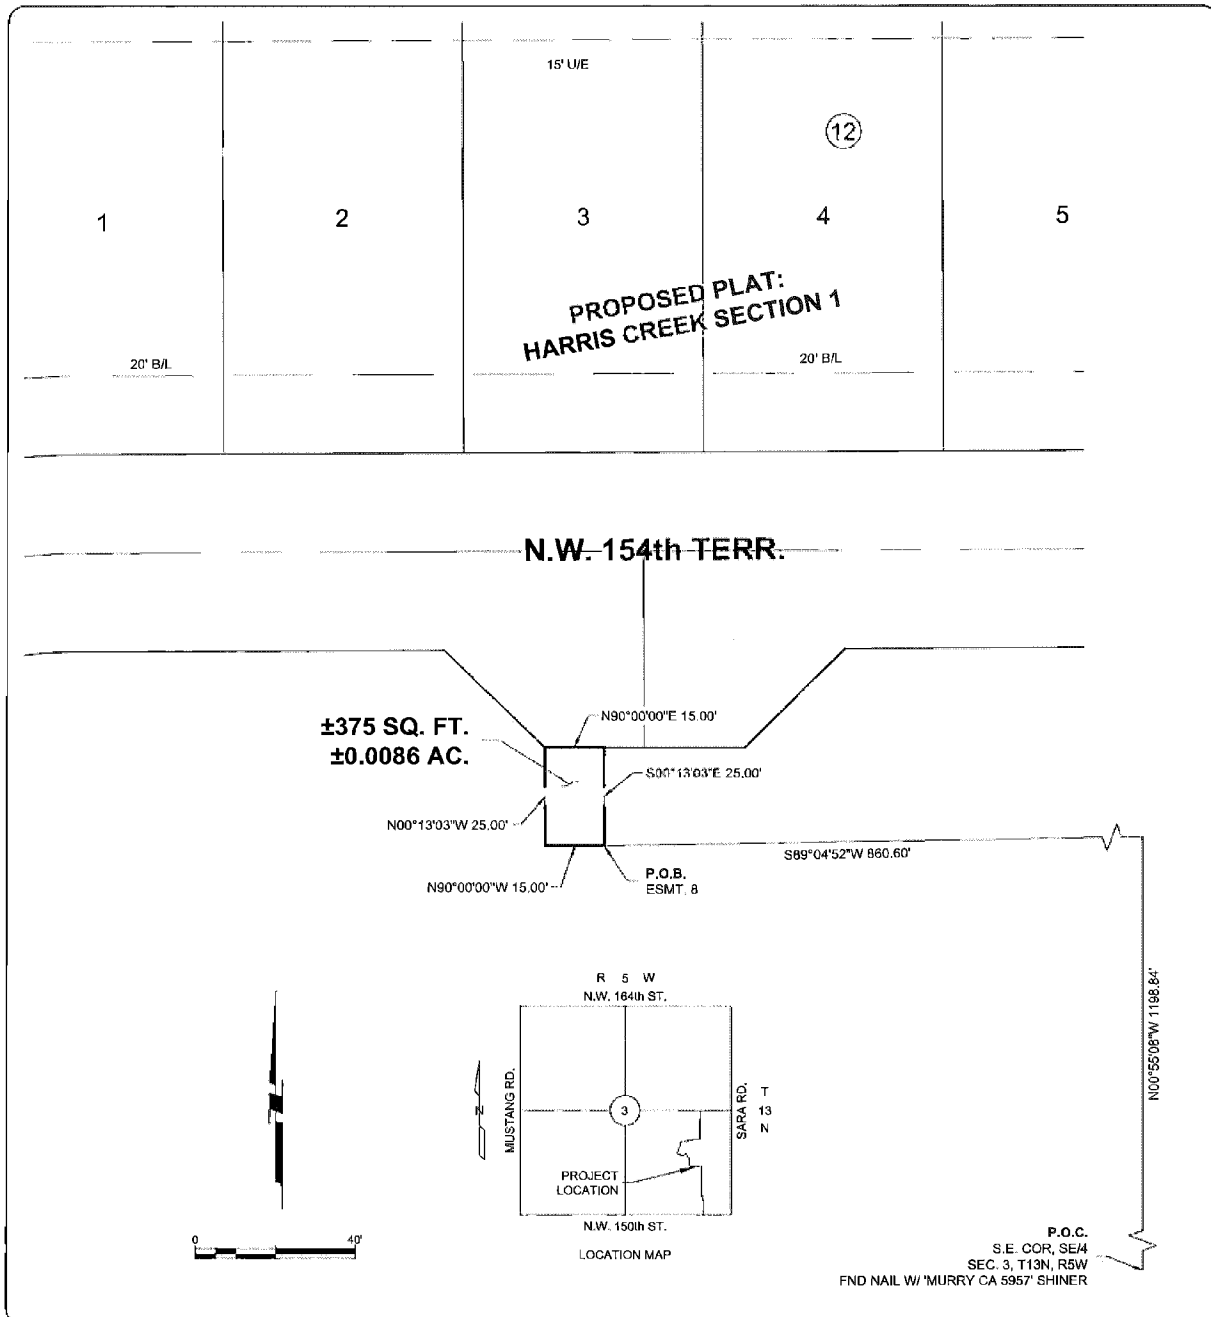 15' U/E
12
1
2
3
4
5
PROPOSED PLAT:
HARRIS CREEK SECTION 1
20' B/L
20' B/L
N.W. 154th TERR.
±375 SQ. FT.
±0.0086 AC.
N90°00'00"E 15.00'
S00°13'03"E 25.00'
N00°13'03"W 25.00'
S89°04'52"W 860.60'
N90°00'00"W 15.00'
P.O.B.
ESMT. 8
N00°55'08"W 1198.84'
R 5 W
N.W. 164th ST.
MUSTANG RD.
N
3
SARA RD.
T
13
N
PROJECT
LOCATION
N.W. 150th ST.
LOCATION MAP
0 40'
P.O.C.
S.E. COR, SE/4
SEC. 3, T13N, R5W
FND NAIL W/ 'MURRY CA 5957' SHINER